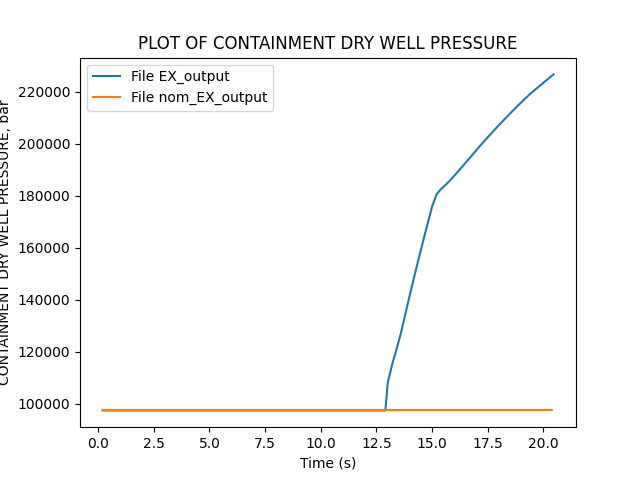 PLOT OF CONTAINMENT DRY WELL PRESSURE
File EX_output
File nom_EX_output
CONTAINMENT DRY WELL PRESSURE, bar
220000
200000
180000
160000
140000
120000
100000
0.0 2.5 5.0 7.5 10.0 12.5 15.0 17.5 20.0
Time (s)